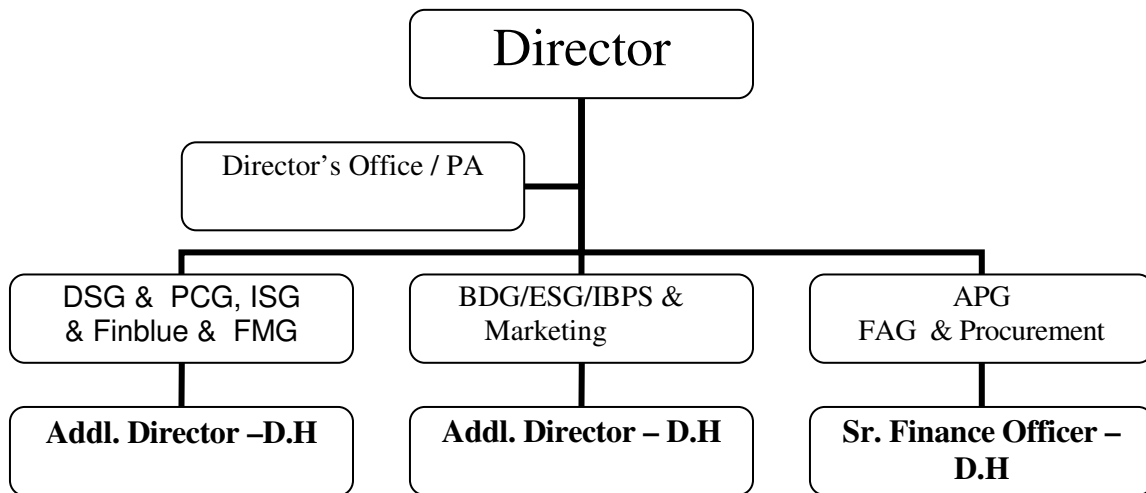 Director
Director’s Office / PA
DSG & PCG, ISG
& Finblue & FMG
BDG/ESG/IBPS &
Marketing
APG
FAG & Procurement
Addl. Director –D.H
Addl. Director – D.H
Sr. Finance Officer –
D.H